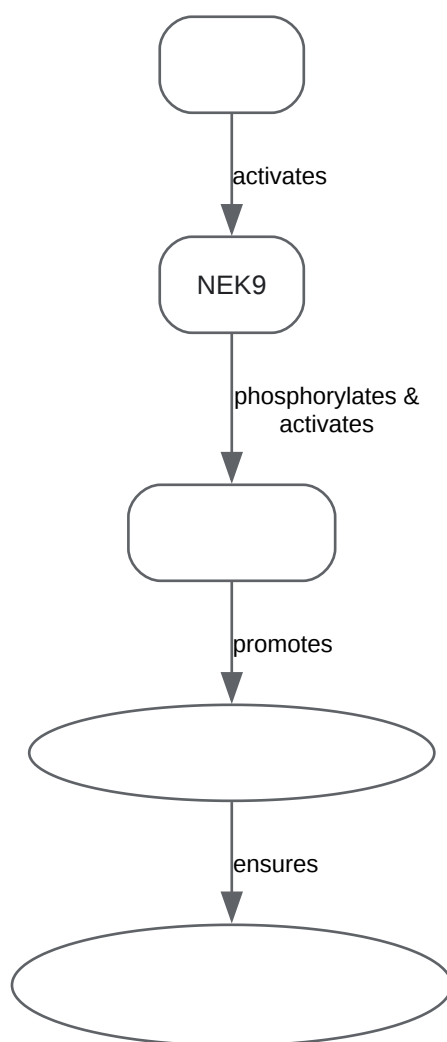 activates
NEK9
phosphorylates &
activates
promotes
ensures